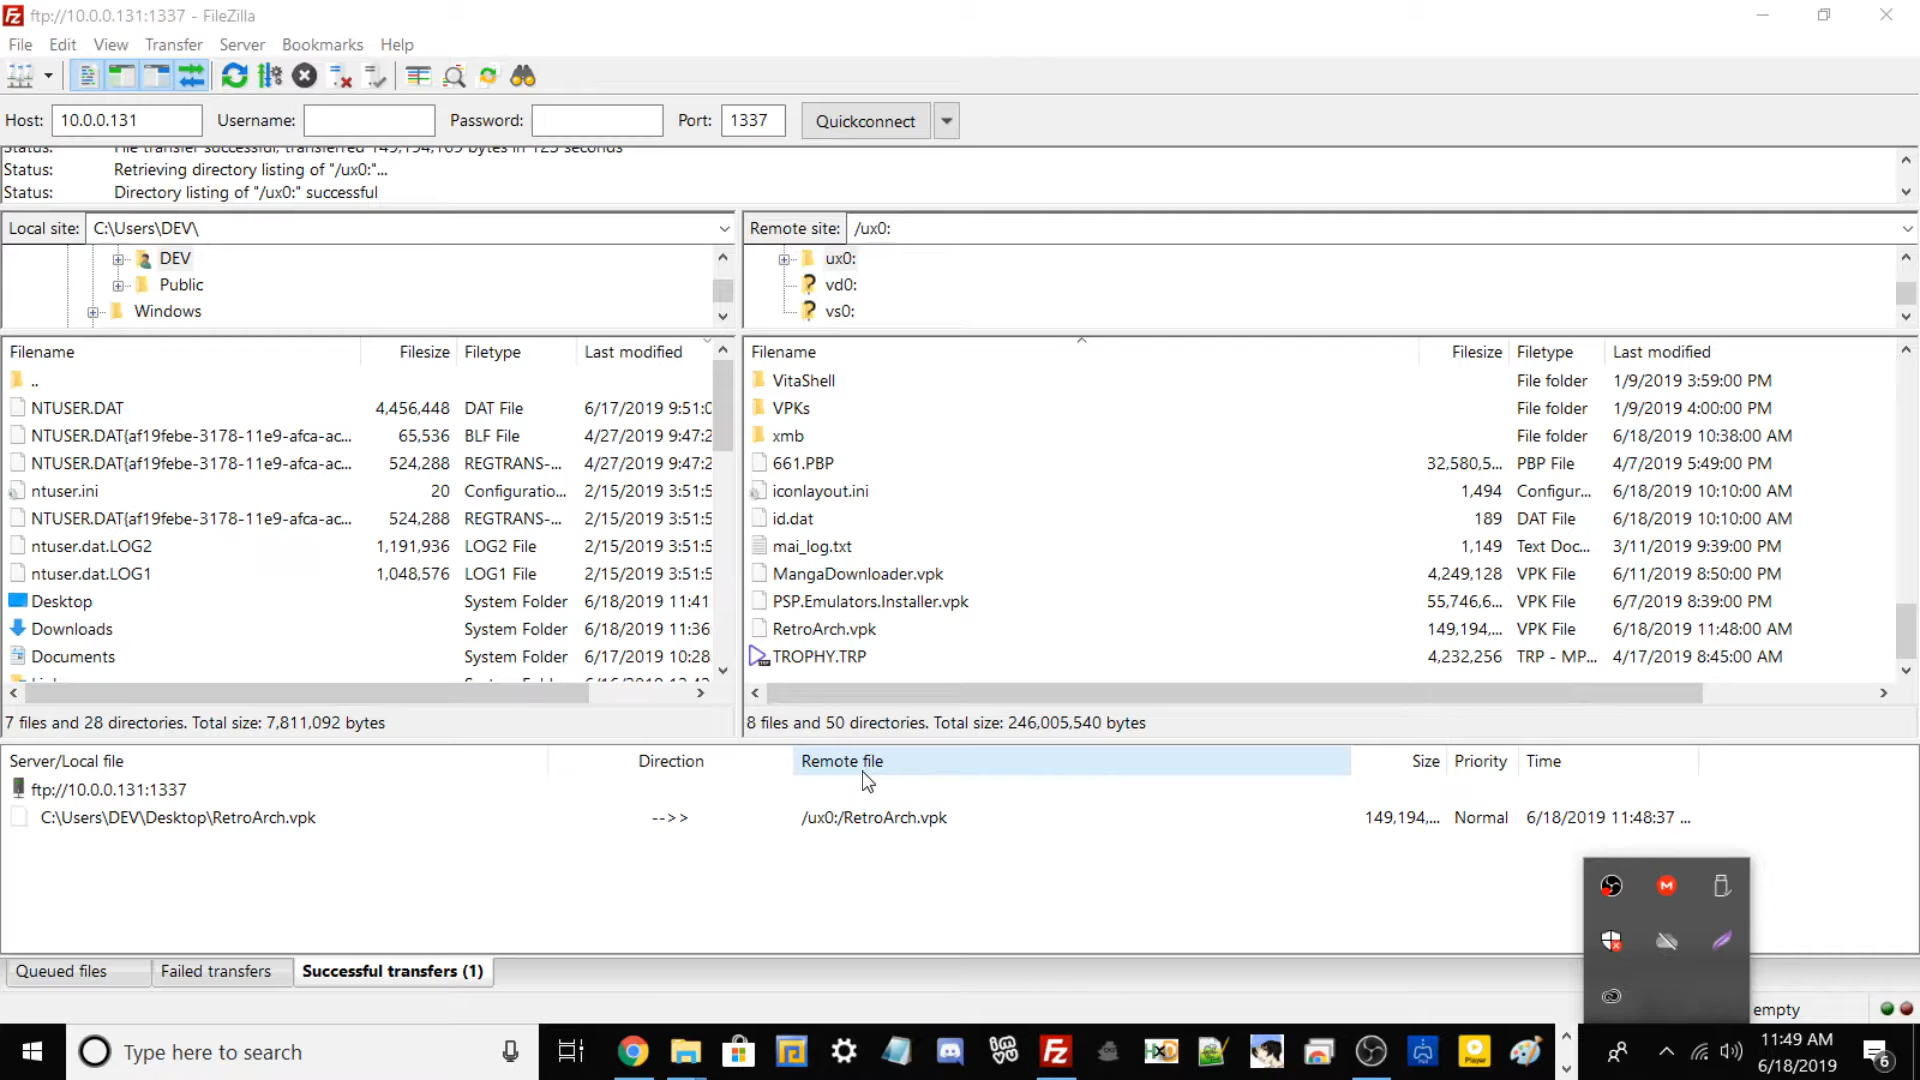 ftp://10.0.0.131:1337 - FileZilla
File Edit View Transfer Server Bookmarks Help
Host: 10.0.0.131 Username: Password: Port: 1337 Quickconnect
Status: File transfer successful, transferred 149,194,169 bytes in 123 seconds
Status: Retrieving directory listing of "/ux0:"...
Status: Directory listing of "/ux0:" successful
Local site: C:\Users\DEV\
DEV
Public
Windows
Filename Filesize Filetype Last modified
..
NTUSER.DAT 4,456,448 DAT File 6/17/2019 9:51:0
NTUSER.DAT{af19febe-3178-11e9-afca-ac... 65,536 BLF File 4/27/2019 9:47:2
NTUSER.DAT{af19febe-3178-11e9-afca-ac... 524,288 REGTRANS-... 4/27/2019 9:47:2
ntuser.ini 20 Configuratio... 2/15/2019 3:51:5
NTUSER.DAT{af19febe-3178-11e9-afca-ac... 524,288 REGTRANS-... 2/15/2019 3:51:5
ntuser.dat.LOG2 1,191,936 LOG2 File 2/15/2019 3:51:5
ntuser.dat.LOG1 1,048,576 LOG1 File 2/15/2019 3:51:5
Desktop System Folder 6/18/2019 11:41
Downloads System Folder 6/18/2019 11:36
Documents System Folder 6/17/2019 10:28
7 files and 28 directories. Total size: 7,811,092 bytes
Remote site: /ux0:
ux0:
vd0:
vs0:
Filename Filesize Filetype Last modified
VitaShell File folder 1/9/2019 3:59:00 PM
VPKs File folder 1/9/2019 4:00:00 PM
xmb File folder 6/18/2019 10:38:00 AM
661.PBP 32,580,5... PBP File 4/7/2019 5:49:00 PM
iconlayout.ini 1,494 Configur... 6/18/2019 10:10:00 AM
id.dat 189 DAT File 6/18/2019 10:10:00 AM
mai_log.txt 1,149 Text Doc... 3/11/2019 9:39:00 PM
MangaDownloader.vpk 4,249,128 VPK File 6/11/2019 8:50:00 PM
PSP.Emulators.Installer.vpk 55,746,6... VPK File 6/7/2019 8:39:00 PM
RetroArch.vpk 149,194,... VPK File 6/18/2019 11:48:00 AM
TROPHY.TRP 4,232,256 TRP - MP... 4/17/2019 8:45:00 AM
8 files and 50 directories. Total size: 246,005,540 bytes
Server/Local file Direction Remote file Size Priority Time
ftp://10.0.0.131:1337
C:\Users\DEV\Desktop\RetroArch.vpk -->> /ux0:/RetroArch.vpk 149,194,... Normal 6/18/2019 11:48:37 ...
Queued files Failed transfers Successful transfers (1)
empty
Type here to search
11:49 AM
6/18/2019
6